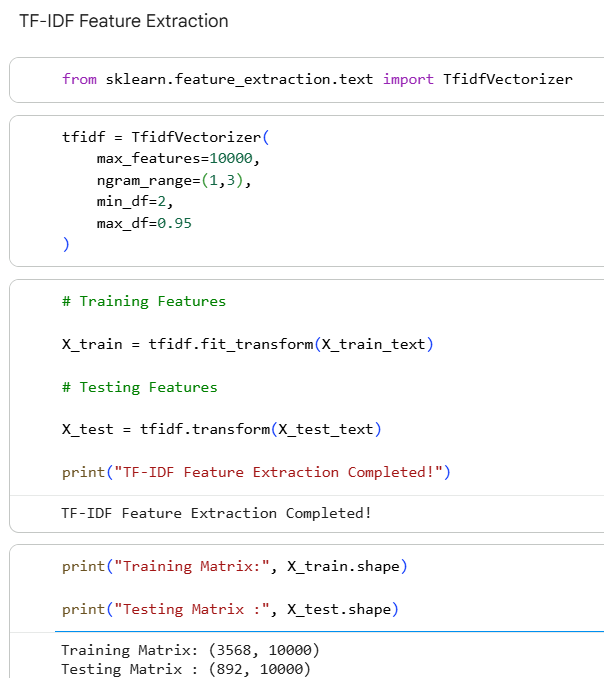 TF-IDF Feature Extraction
from sklearn.feature_extraction.text import TfidfVectorizer
tfidf = TfidfVectorizer(
    max_features=10000,
    ngram_range=(1,3),
    min_df=2,
    max_df=0.95
)
# Training Features
X_train = tfidf.fit_transform(X_train_text)
# Testing Features
X_test = tfidf.transform(X_test_text)
print("TF-IDF Feature Extraction Completed!")
TF-IDF Feature Extraction Completed!
print("Training Matrix:", X_train.shape)
print("Testing Matrix :", X_test.shape)
Training Matrix: (3568, 10000)
Testing Matrix : (892, 10000)